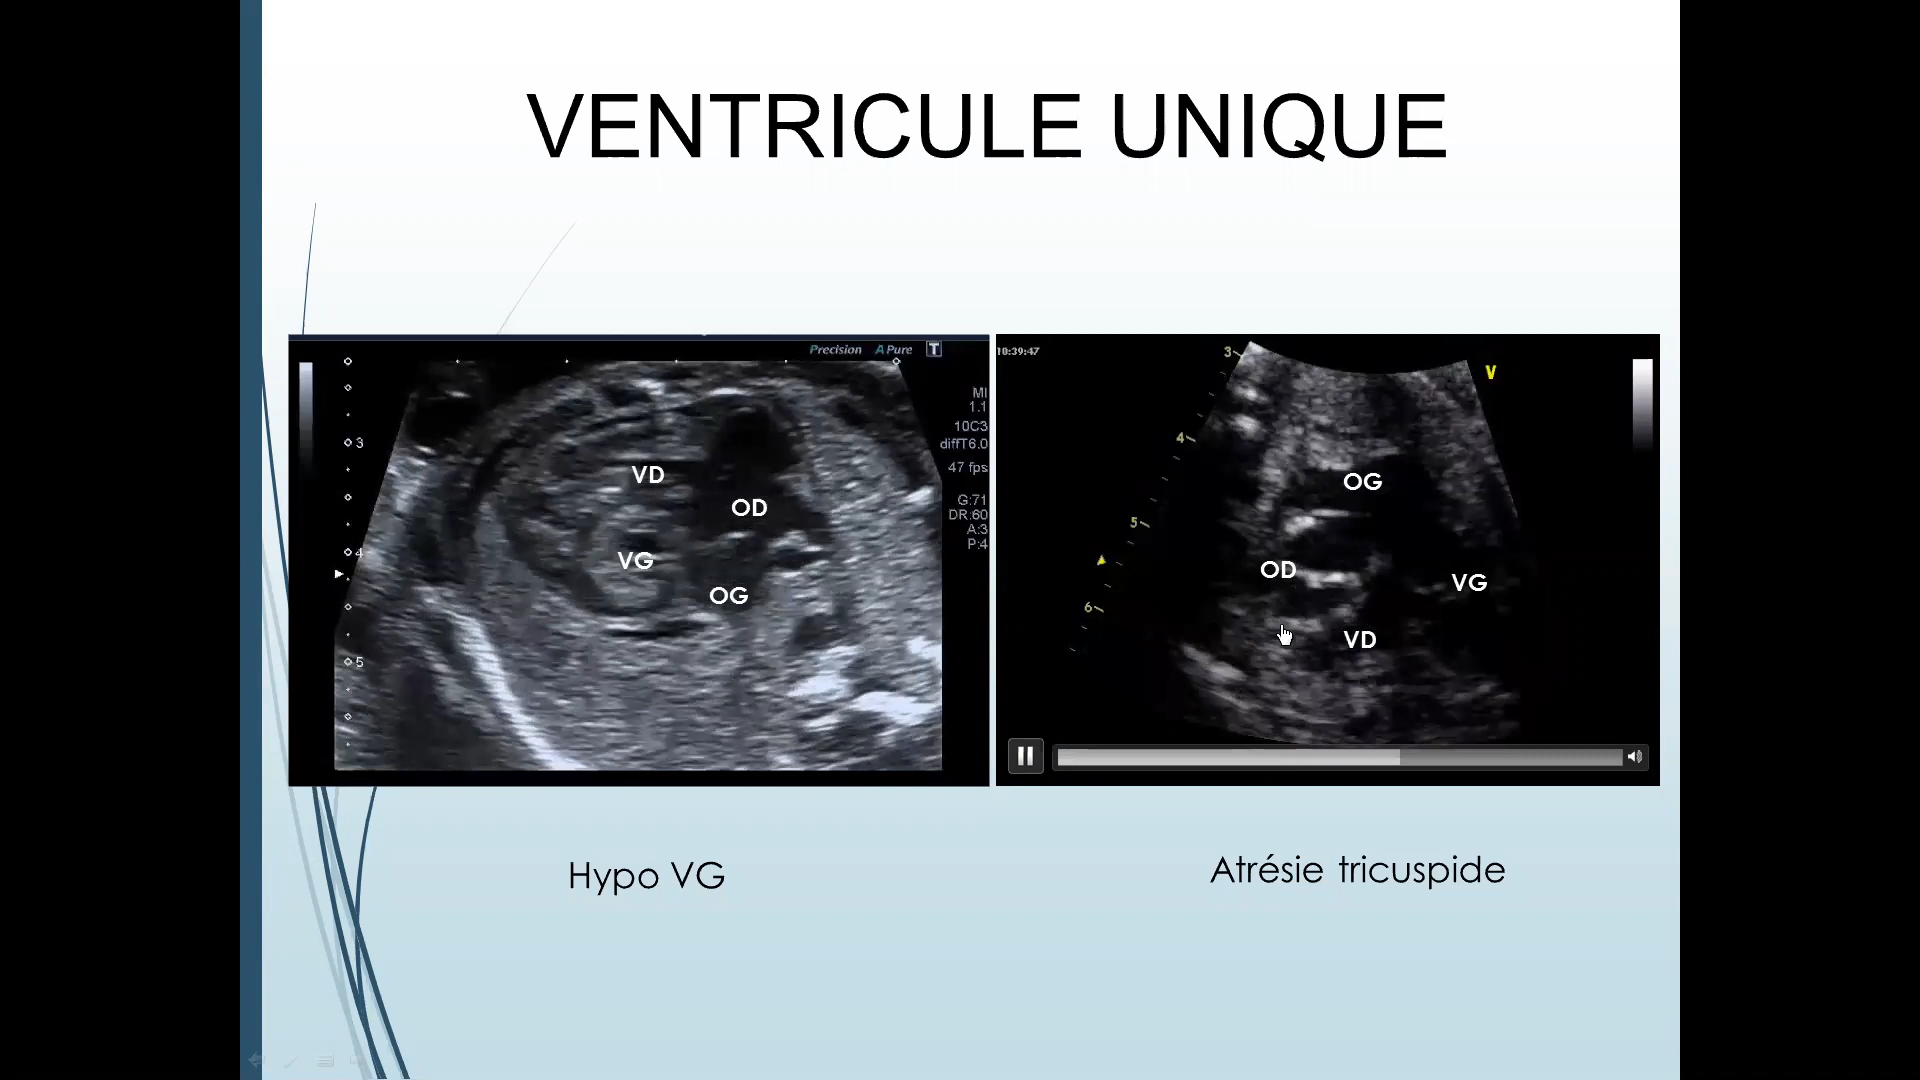 VENTRICULE UNIQUE
Precision A Pure T
MI
1.1
10C3
diffT6.0
47 fps
G:71
DR:60
A:3
P:4
3
4
5
VD
OD
VG
OG
10:39:47
3
V
4
5
6
OG
OD
VG
VD
Hypo VG
Atrésie tricuspide